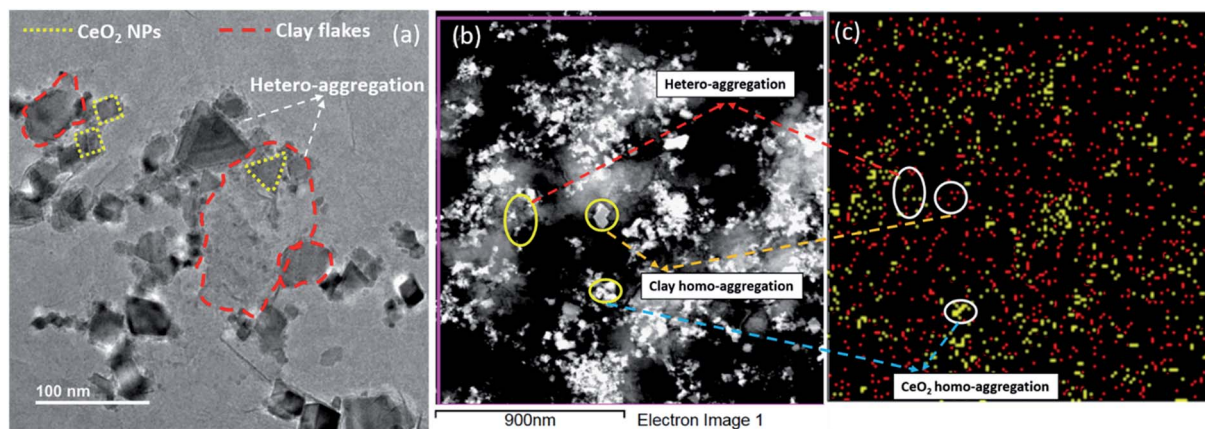 CeO₂ NPs
Clay flakes
(a)
Hetero-aggregation
100 nm
(b)
Hetero-aggregation
Clay homo-aggregation
900nm
Electron Image 1
(c)
CeO₂ homo-aggregation